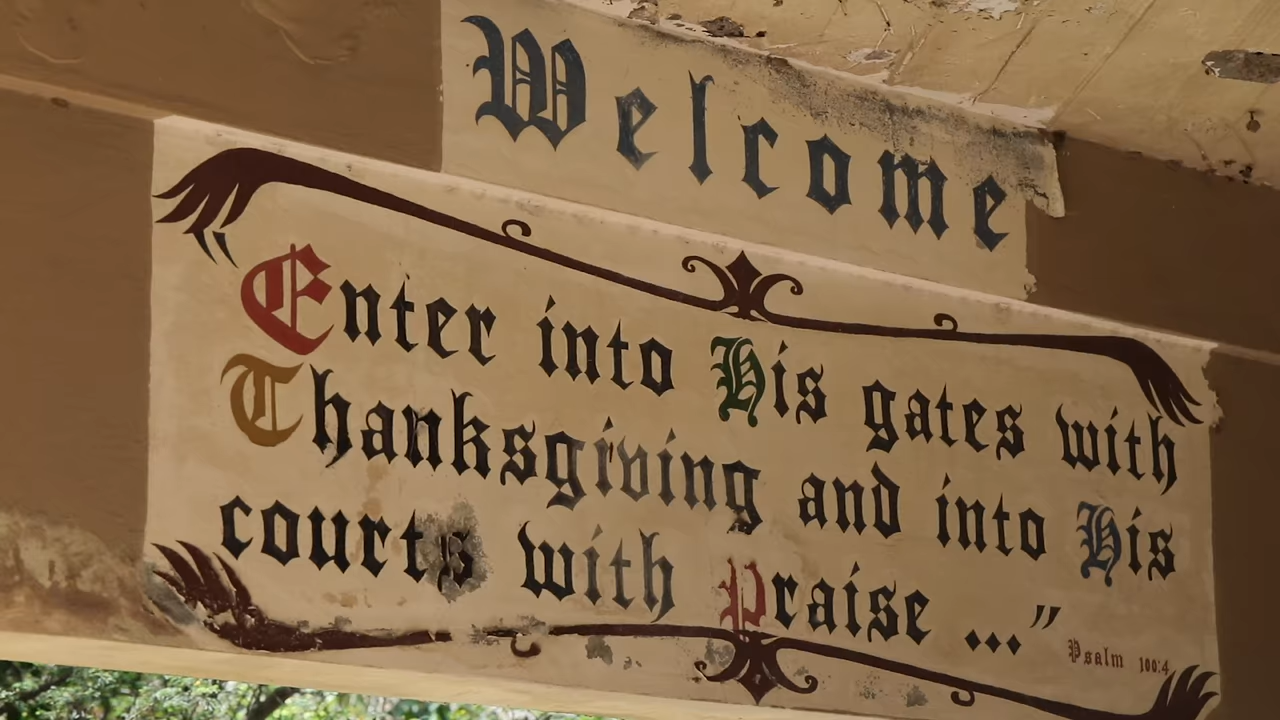 Welcome
Enter into His gates with
Thanksgiving and into His
courts with Praise ..."
Psalm 100:4